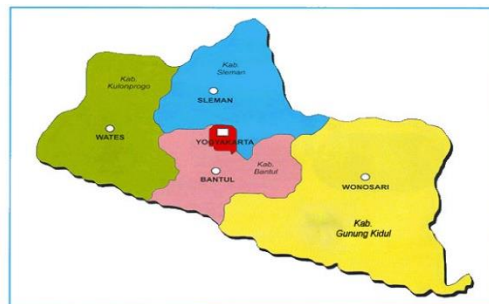 Kab.
Sleman
Kab.
Kulonprogo
SLEMAN
WATES
YOGYAKARTA
Kab.
Bantul
BANTUL
WONOSARI
Kab.
Gunung Kidul